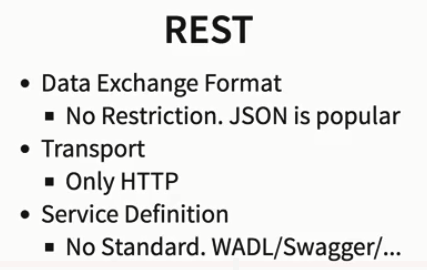 REST
• Data Exchange Format
▪ No Restriction. JSON is popular
• Transport
▪ Only HTTP
• Service Definition
▪ No Standard. WADL/Swagger/...